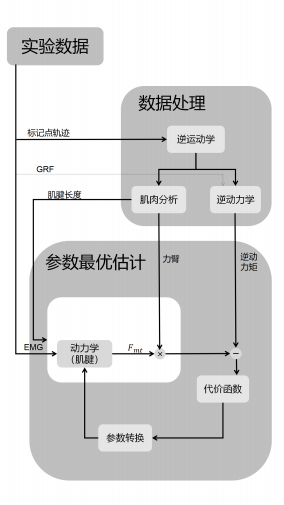 实验数据
数据处理
标记点轨迹
逆运动学
GRF
肌腱长度
肌肉分析
逆动力学
参数最优估计
力臂
逆动
力矩
EMG
动力学
（肌腱）
Fmt
×
−
代价函数
参数转换